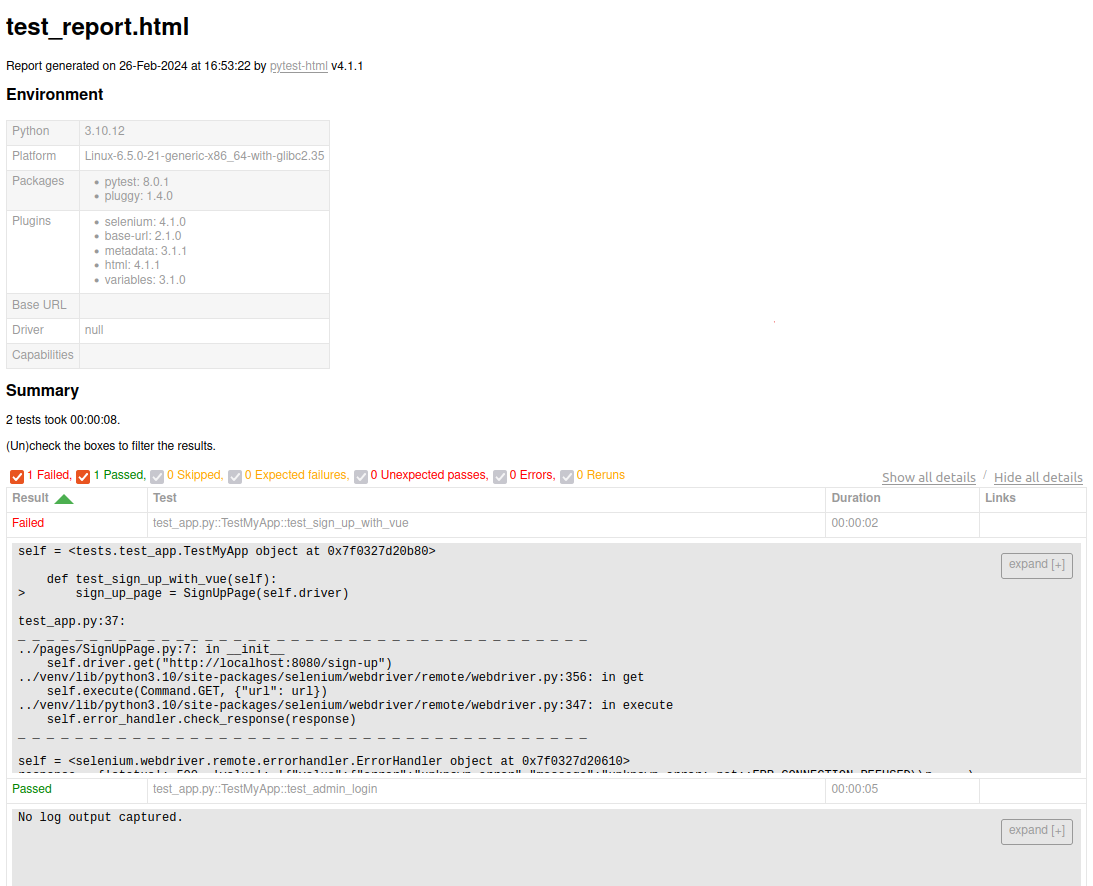 test_report.html
Report generated on 26-Feb-2024 at 16:53:22 by pytest-html v4.1.1
Environment
Python 3.10.12
Platform Linux-6.5.0-21-generic-x86_64-with-glibc2.35
Packages
• pytest: 8.0.1
• pluggy: 1.4.0
Plugins
• selenium: 4.1.0
• base-url: 2.1.0
• metadata: 3.1.1
• html: 4.1.1
• variables: 3.1.0
Base URL
Driver null
Capabilities
Summary
2 tests took 00:00:08.
(Un)check the boxes to filter the results.
1 Failed, 1 Passed, 0 Skipped, 0 Expected failures, 0 Unexpected passes, 0 Errors, 0 Reruns Show all details / Hide all details
Result Test Duration Links
Failed test_app.py::TestMyApp::test_sign_up_with_vue 00:00:02
self = <tests.test_app.TestMyApp object at 0x7f0327d20b80>
expand [+]
def test_sign_up_with_vue(self):
> sign_up_page = SignUpPage(self.driver)
test_app.py:37:
_ _ _ _ _ _ _ _ _ _ _ _ _ _ _ _ _ _ _ _ _ _ _ _ _ _ _ _ _ _ _ _ _ _ _ _ _ _ _ _
../pages/SignUpPage.py:7: in __init__
self.driver.get("http://localhost:8080/sign-up")
../venv/lib/python3.10/site-packages/selenium/webdriver/remote/webdriver.py:356: in get
self.execute(Command.GET, {"url": url})
../venv/lib/python3.10/site-packages/selenium/webdriver/remote/webdriver.py:347: in execute
self.error_handler.check_response(response)
_ _ _ _ _ _ _ _ _ _ _ _ _ _ _ _ _ _ _ _ _ _ _ _ _ _ _ _ _ _ _ _ _ _ _ _ _ _ _ _
self = <selenium.webdriver.remote.errorhandler.ErrorHandler object at 0x7f0327d20610>
Passed test_app.py::TestMyApp::test_admin_login 00:00:05
No log output captured.
expand [+]